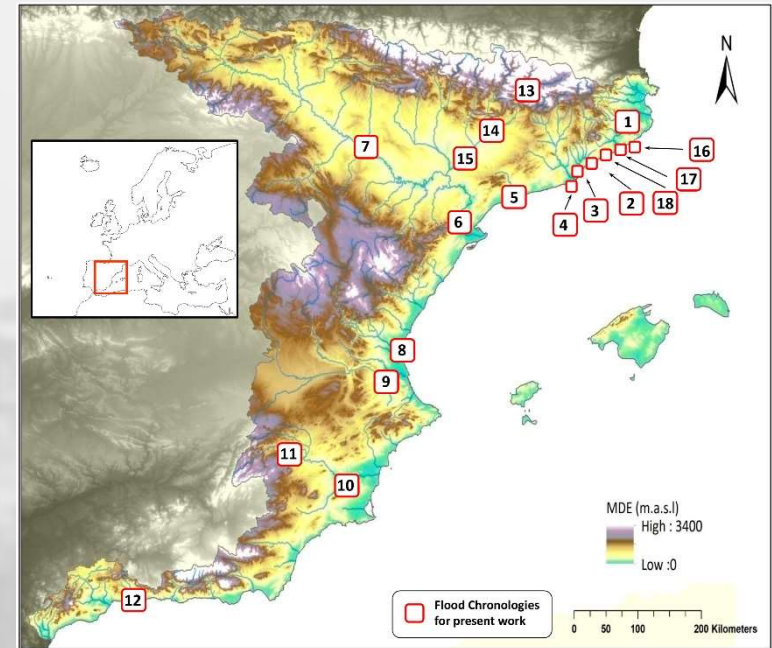 N
13
1
14
7
15
16
17
5
2
18
3
4
6
8
9
11
10
MDE (m.a.s.l)
High : 3400
Low :0
12
Flood Chronologies
for present work
0 50 100 200 Kilometers